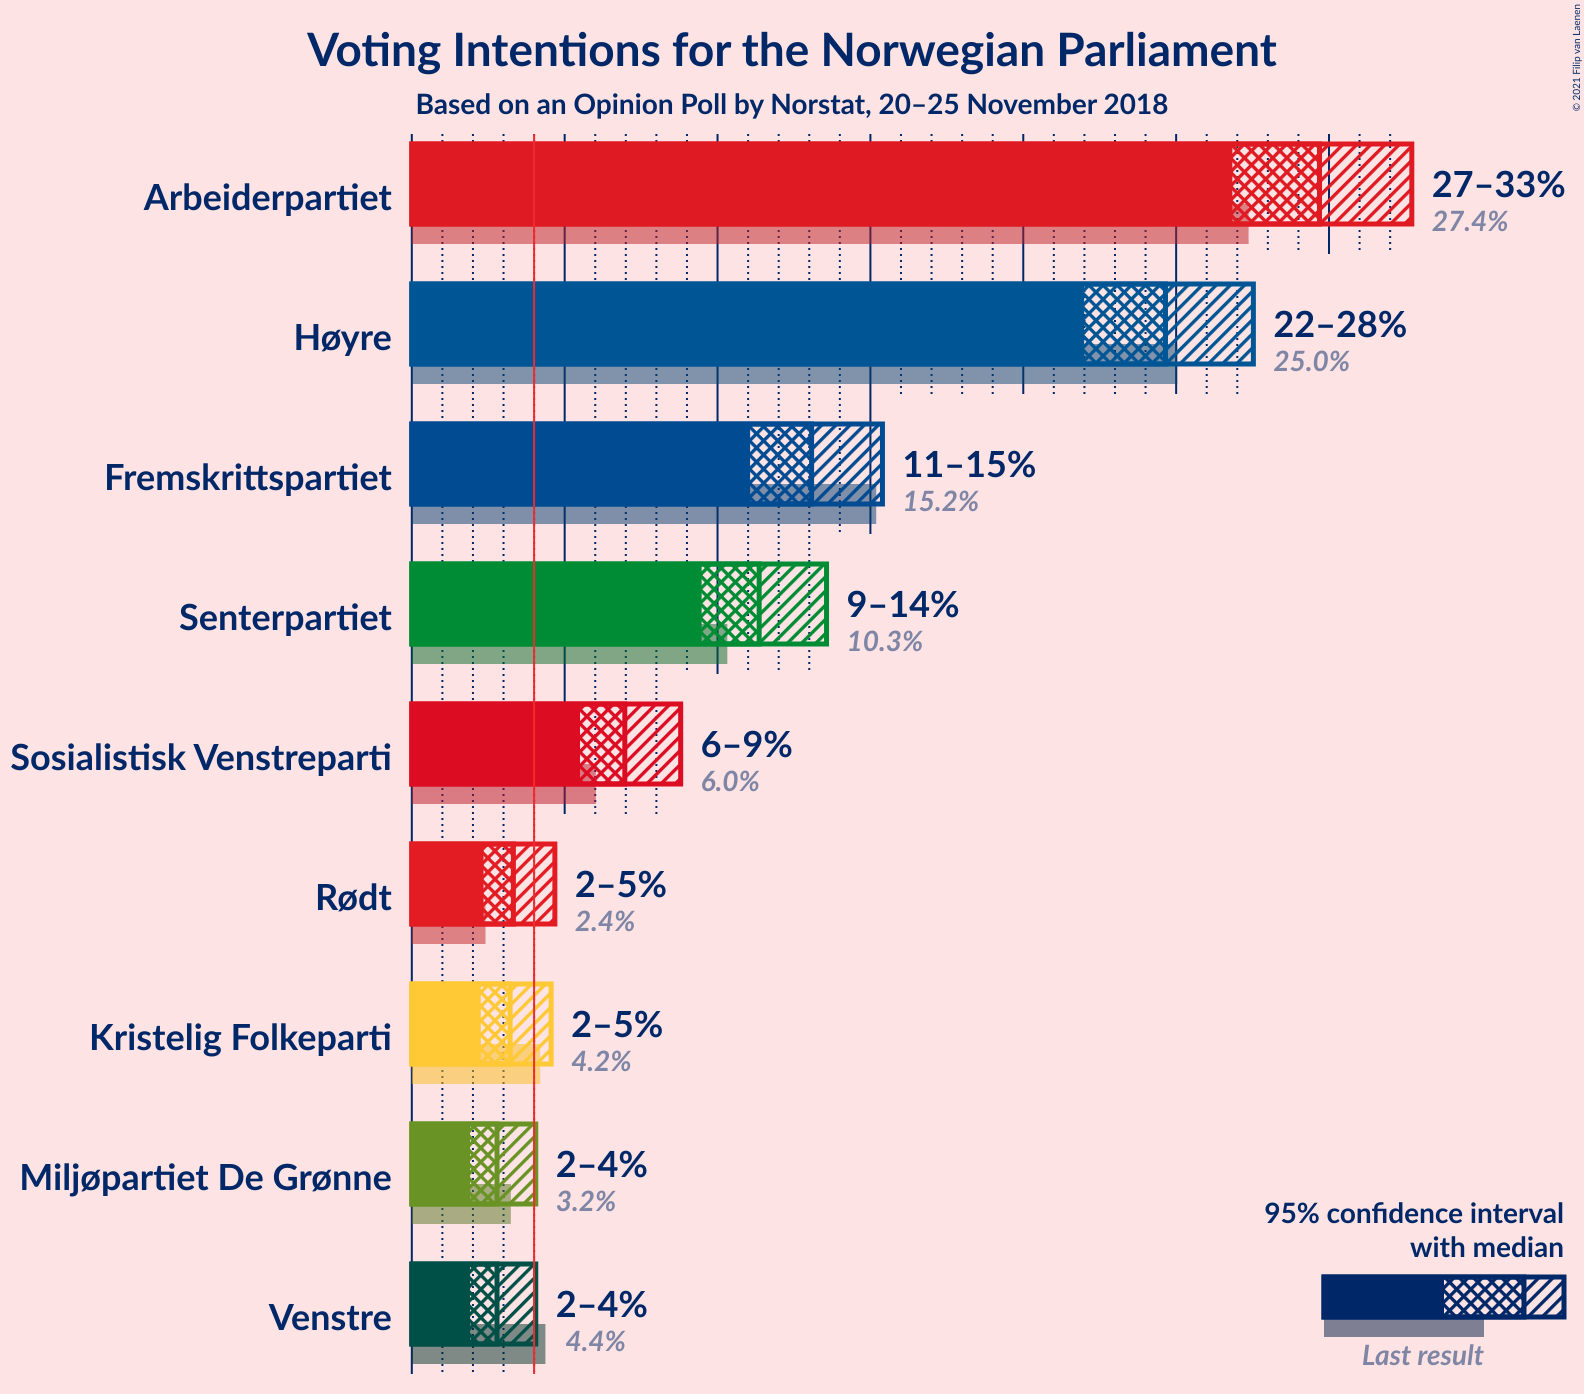 Voting Intentions for the Norwegian Parliament
Based on an Opinion Poll by Norstat, 20–25 November 2018
© 2021 Filip van Laenen
Arbeiderpartiet
27–33%
27.4%
Høyre
22–28%
25.0%
Fremskrittspartiet
11–15%
15.2%
Senterpartiet
9–14%
10.3%
Sosialistisk Venstreparti
6–9%
6.0%
Rødt
2–5%
2.4%
Kristelig Folkeparti
2–5%
4.2%
Miljøpartiet De Grønne
2–4%
3.2%
Venstre
2–4%
4.4%
95% confidence interval
with median
Last result